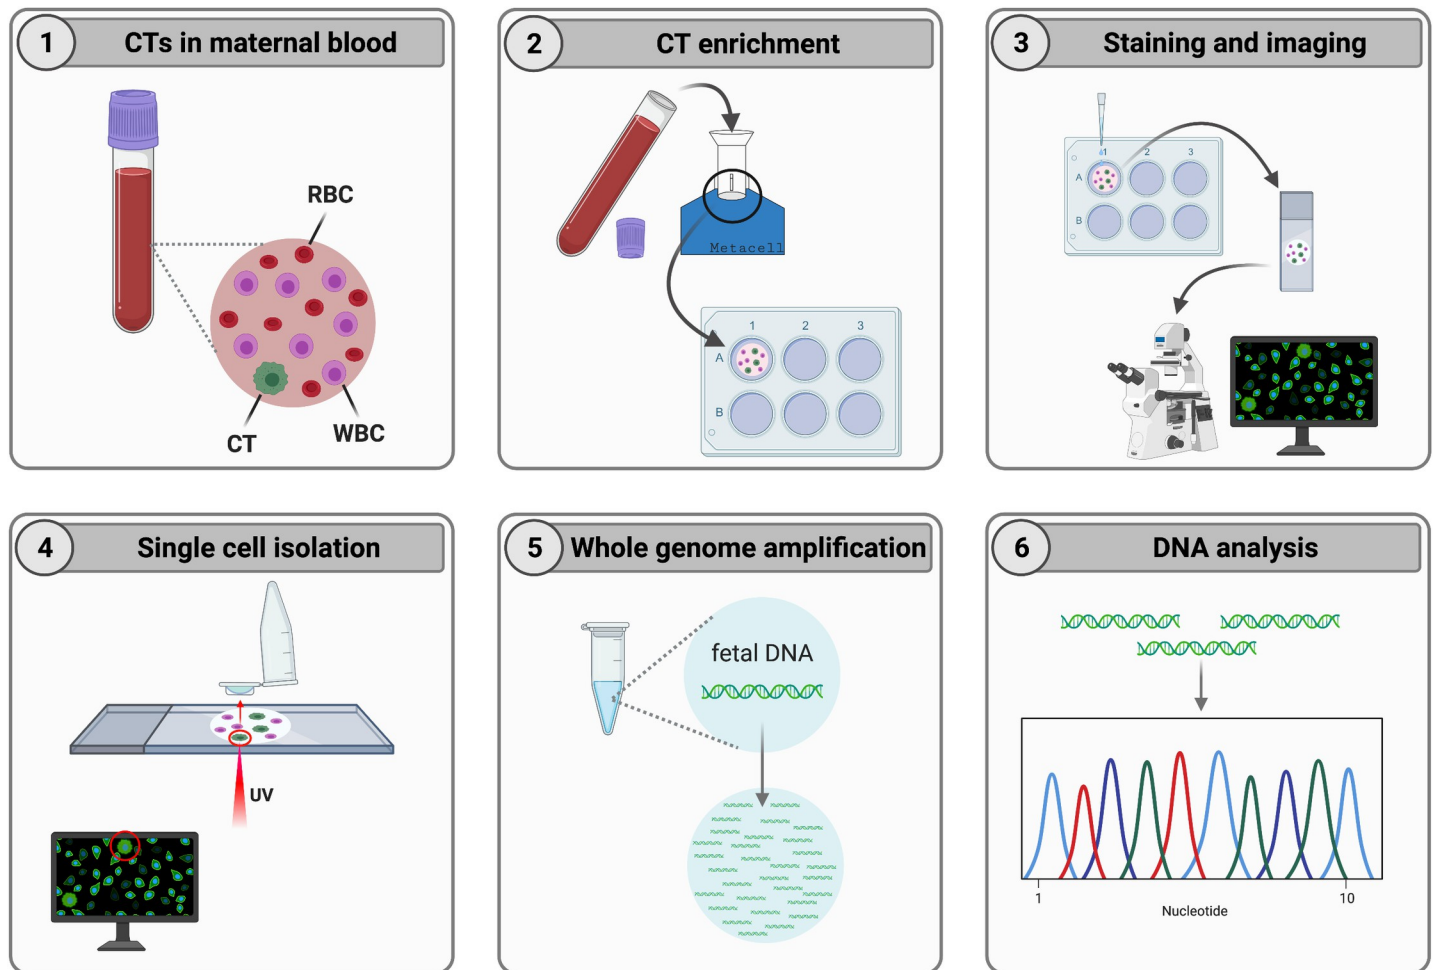 1 CTs in maternal blood
RBC
CT
WBC
2 CT enrichment
Metacell
1 2 3
A
B
3 Staining and imaging
1 2 3
A
B
4 Single cell isolation
UV
5 Whole genome amplification
fetal DNA
6 DNA analysis
1 10
Nucleotide